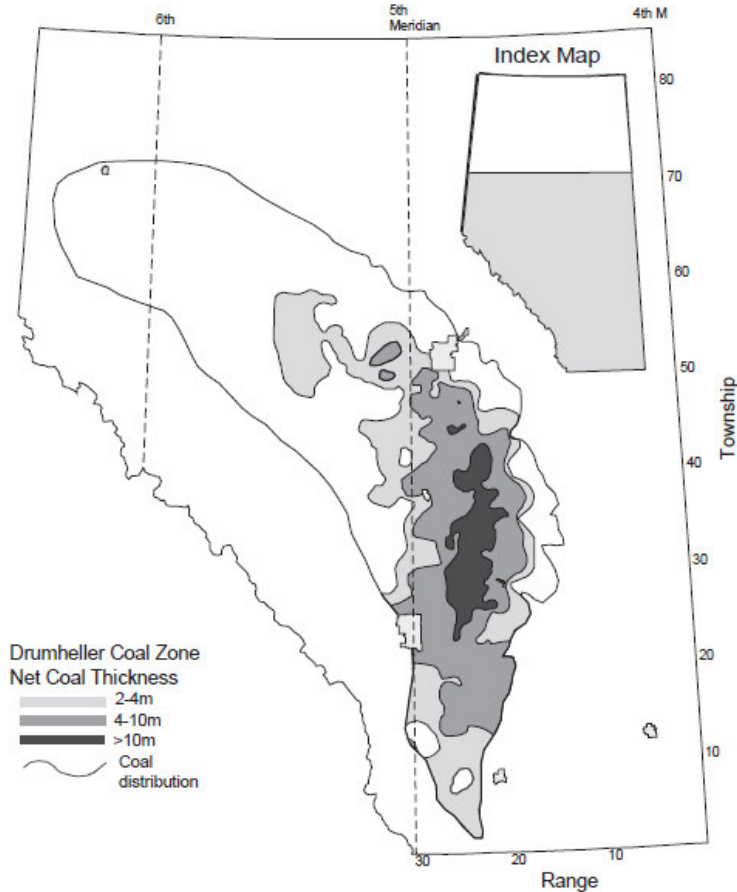 6th
5th
Meridian
4th M
Index Map
80
70
60
50
40
30
20
10
Township
Drumheller Coal Zone
Net Coal Thickness
2-4m
4-10m
>10m
Coal
distribution
30
20
10
Range